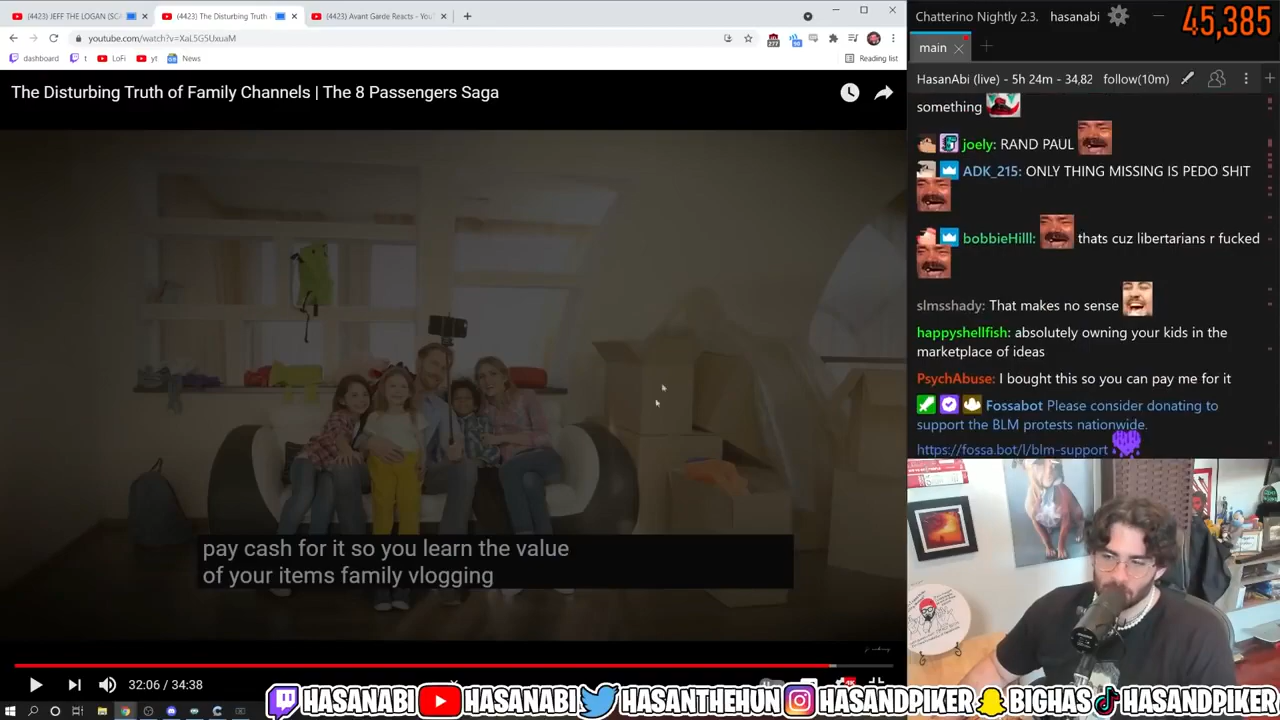 (4423) JEFF THE LOGAN (SC
(4423) The Disturbing Truth
(4423) Avant Garde Reacts - You
youtube.com/watch?v=XaL5G5UxuaM
dashboard
t
LoFi
yt
News
Reading list
The Disturbing Truth of Family Channels | The 8 Passengers Saga
pay cash for it so you learn the value
of your items family vlogging
32:06 / 34:38
Chatterino Nightly 2.3.
hasanabi
45,385
main
HasanAbi (live) - 5h 24m - 34,82
follow(10m)
something
joely: RAND PAUL
ADK_215: ONLY THING MISSING IS PEDO SHIT
bobbieHilll: thats cuz libertarians r fucked
slmsshady: That makes no sense
happyshellfish: absolutely owning your kids in the
marketplace of ideas
PsychAbuse: I bought this so you can pay me for it
Fossabot Please consider donating to
support the BLM protests nationwide.
https://fossa.bot/l/blm-support
HASANABI HASANABI HASANTHEHUN HASANDPIKER BIGHAS HASANDPIKER